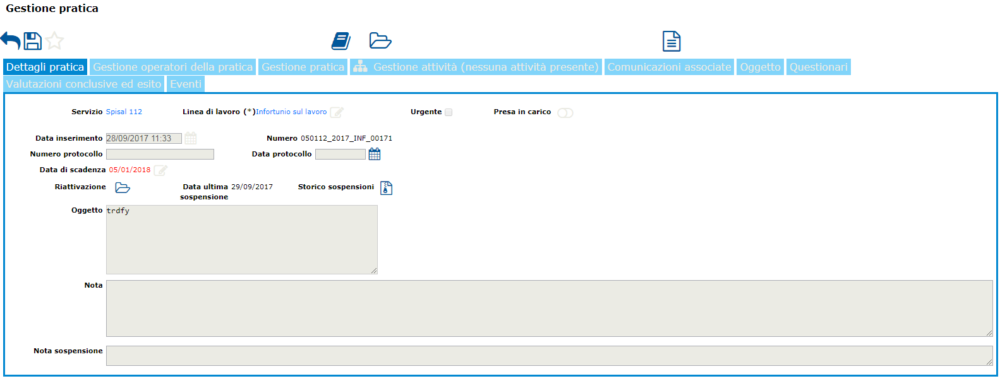 Gestione pratica
Dettagli pratica Gestione operatori della pratica Gestione pratica Gestione attività (nessuna attività presente) Comunicazioni associate Oggetto Questionari
Valutazioni conclusive ed esito Eventi
Servizio Spisal 112 Linea di lavoro (*)Infortunio sul lavoro Urgente Presa in carico
Data inserimento 28/09/2017 11:33 Numero 050112_2017_INF_00171
Numero protocollo Data protocollo
Data di scadenza 05/01/2018
Riattivazione Data ultima 29/09/2017 Storico sospensioni
sospensione
Oggetto trdfy
Nota
Nota sospensione